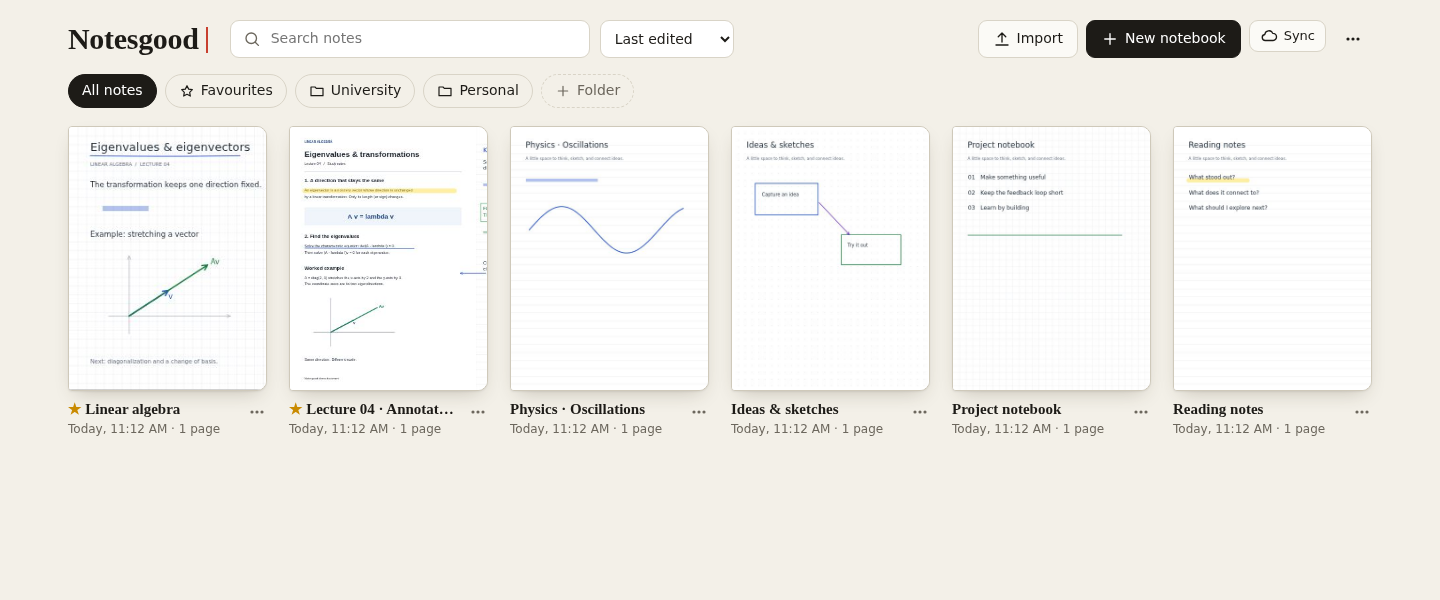 Notesgood
Search notes
Last edited
Import
New notebook
Sync
All notes
Favourites
University
Personal
Folder
Eigenvalues & eigenvectors
LINEAR ALGEBRA / LECTURE 04
The transformation keeps one direction fixed.
Example: stretching a vector
Av
v
Next: diagonalization and a change of basis.
LINEAR ALGEBRA
Eigenvalues & transformations
1. A direction that stays the same
A v = lambda v
2. Find the eigenvalues
Worked example
Av
v
Physics · Oscillations
A little space to think, sketch, and connect ideas.
Ideas & sketches
A little space to think, sketch, and connect ideas.
Capture an idea
Try it out
Project notebook
A little space to think, sketch, and connect ideas.
01 Make something useful
02 Keep the feedback loop short
03 Learn by building
Reading notes
A little space to think, sketch, and connect ideas.
What stood out?
What does it connect to?
What should I explore next?
★ Linear algebra
Today, 11:12 AM · 1 page
★ Lecture 04 · Annotat…
Today, 11:12 AM · 1 page
Physics · Oscillations
Today, 11:12 AM · 1 page
Ideas & sketches
Today, 11:12 AM · 1 page
Project notebook
Today, 11:12 AM · 1 page
Reading notes
Today, 11:12 AM · 1 page